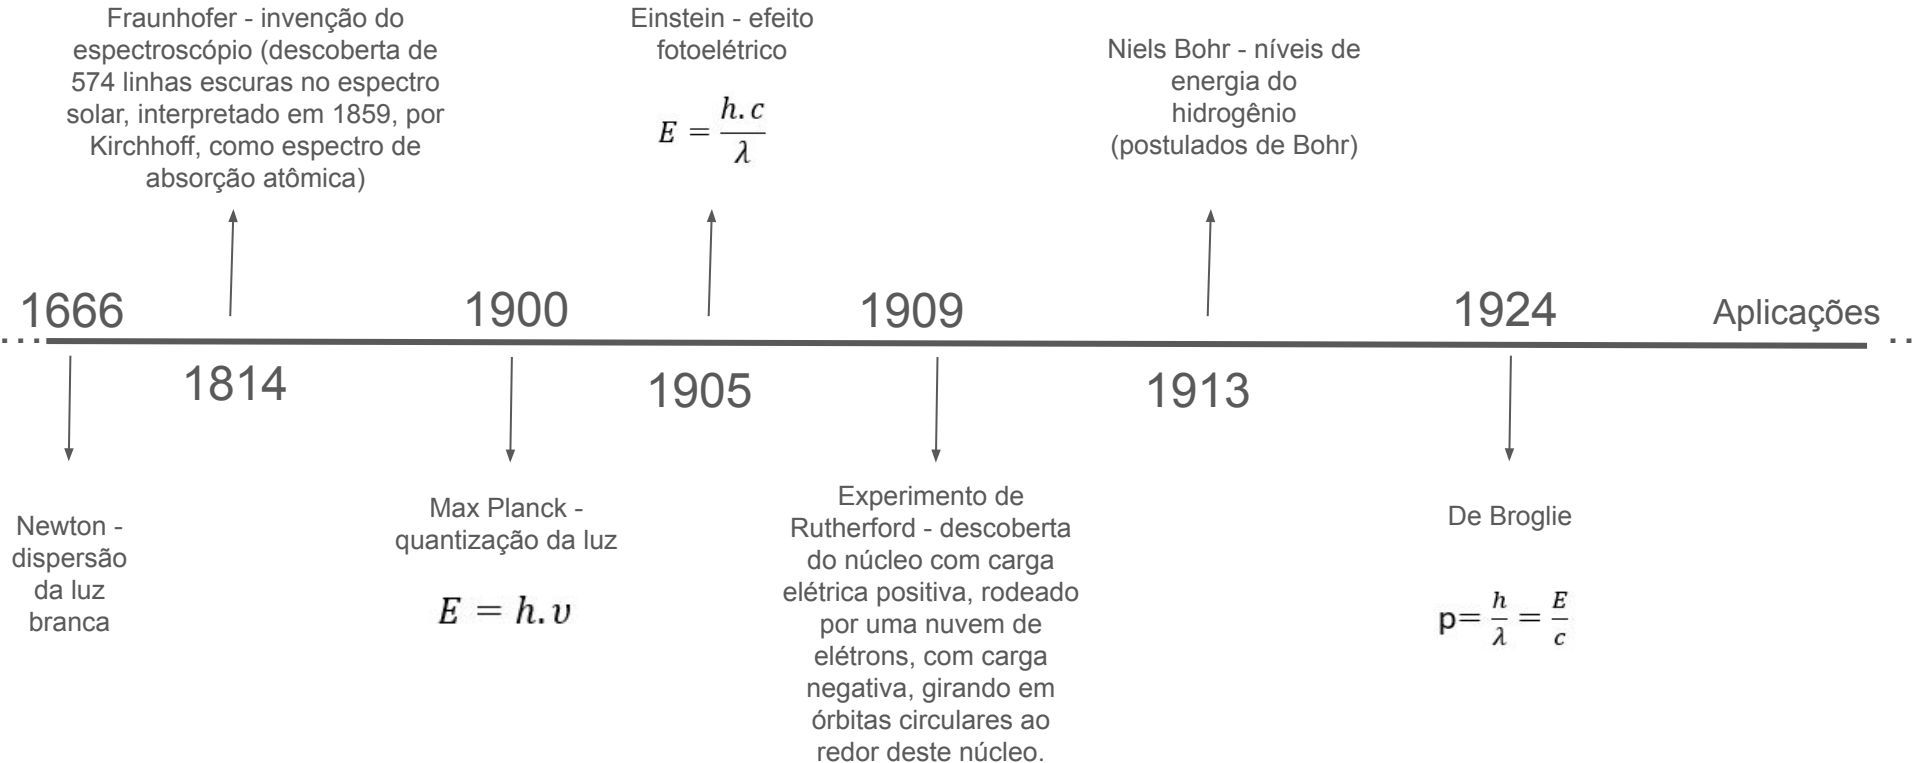 Fraunhofer - invenção do
espectroscópio (descoberta de
574 linhas escuras no espectro
solar, interpretado em 1859, por
Kirchhoff, como espectro de
absorção atômica)
Einstein - efeito
fotoelétrico
E = h.c / λ
Niels Bohr - níveis de
energia do
hidrogênio
(postulados de Bohr)
1666
1814
1900
1905
1909
1913
1924
Aplicações
...
..
Newton -
dispersão
da luz
branca
Max Planck -
quantização da luz
E = h.υ
Experimento de
Rutherford - descoberta
do núcleo com carga
elétrica positiva, rodeado
por uma nuvem de
elétrons, com carga
negativa, girando em
órbitas circulares ao
redor deste núcleo.
De Broglie
p= h/λ = E/c